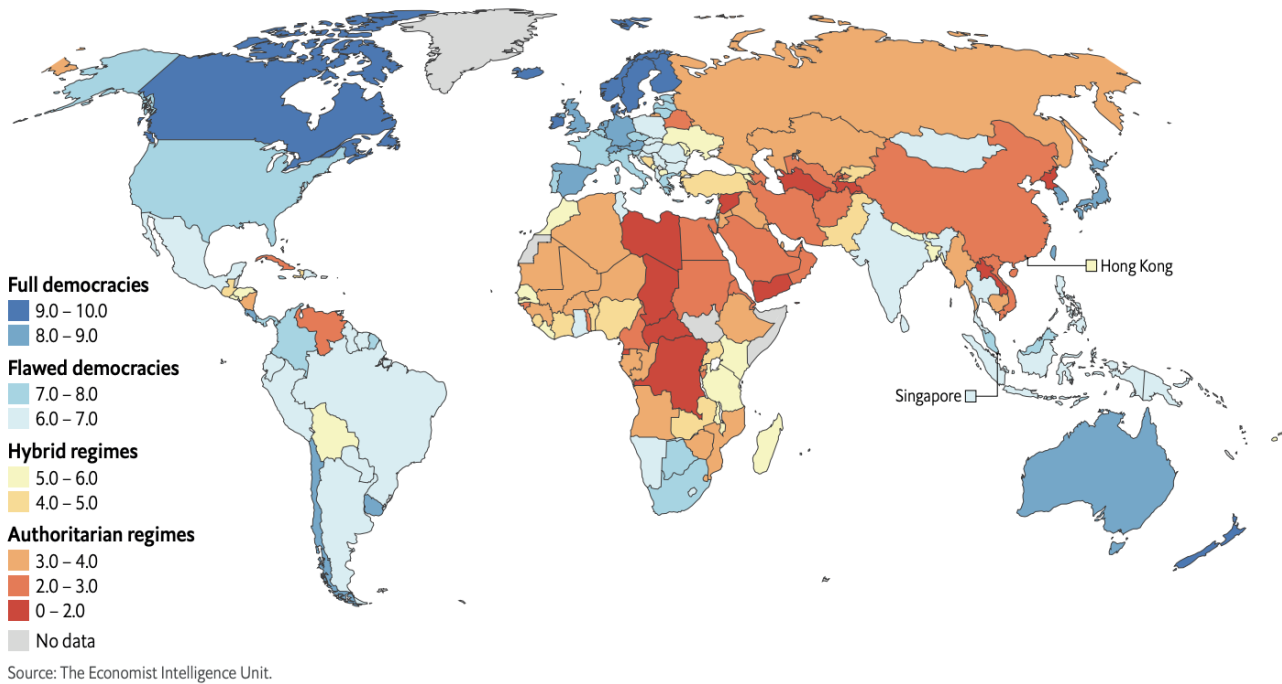 Full democracies
9.0 – 10.0
8.0 – 9.0
Flawed democracies
7.0 – 8.0
6.0 – 7.0
Hybrid regimes
5.0 – 6.0
4.0 – 5.0
Authoritarian regimes
3.0 – 4.0
2.0 – 3.0
0 – 2.0
No data
Source: The Economist Intelligence Unit.
Hong Kong
Singapore